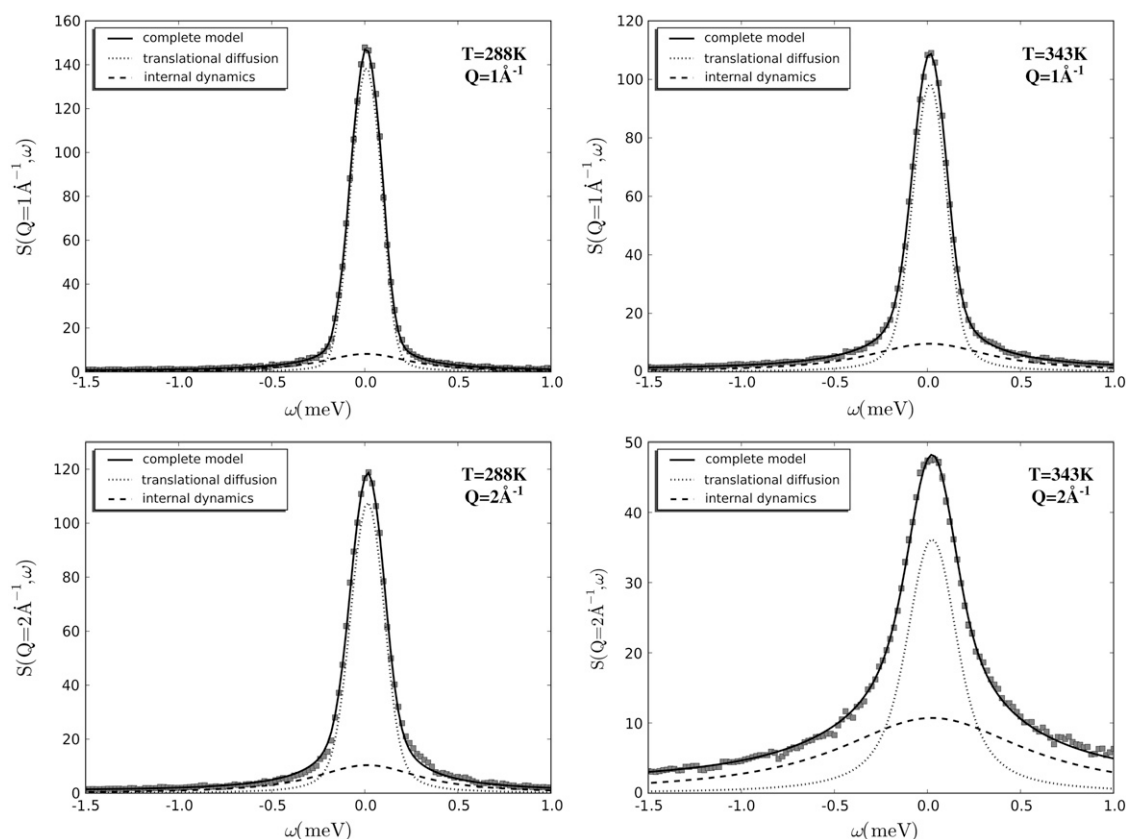 160
140
120
100
80
60
40
20
0
S(Q=1Å⁻¹,ω)
complete model
translational diffusion
internal dynamics
T=288K
Q=1Å⁻¹
-1.5 -1.0 -0.5 0.0 0.5 1.0
ω(meV)
120
100
80
60
40
20
0
S(Q=1Å⁻¹,ω)
complete model
translational diffusion
internal dynamics
T=343K
Q=1Å⁻¹
-1.5 -1.0 -0.5 0.0 0.5 1.0
ω(meV)
120
100
80
60
40
20
0
S(Q=2Å⁻¹,ω)
complete model
translational diffusion
internal dynamics
T=288K
Q=2Å⁻¹
-1.5 -1.0 -0.5 0.0 0.5 1.0
ω(meV)
50
40
30
20
10
0
S(Q=2Å⁻¹,ω)
complete model
translational diffusion
internal dynamics
T=343K
Q=2Å⁻¹
-1.5 -1.0 -0.5 0.0 0.5 1.0
ω(meV)